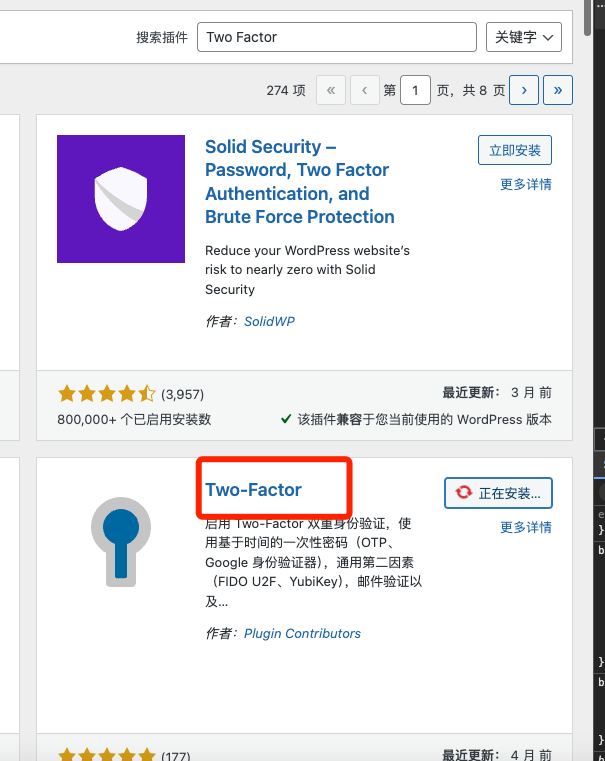 搜索插件 Two Factor 关键字
274 项 « ‹ 第 1 页，共 8 页 › »
Solid Security –
Password, Two Factor
Authentication, and
Brute Force Protection
立即安装
更多详情
Reduce your WordPress website’s
risk to nearly zero with Solid
Security
作者：SolidWP
(3,957)
最近更新： 3 月 前
800,000+ 个已启用安装数
该插件兼容于您当前使用的 WordPress 版本
Two-Factor
正在安装...
更多详情
启用 Two-Factor 双重身份验证，使
用基于时间的一次性密码（OTP、
Google 身份验证器），通用第二因素
（FIDO U2F、YubiKey），邮件验证以
及...
作者：Plugin Contributors
(177)
最近更新： 4 月 前